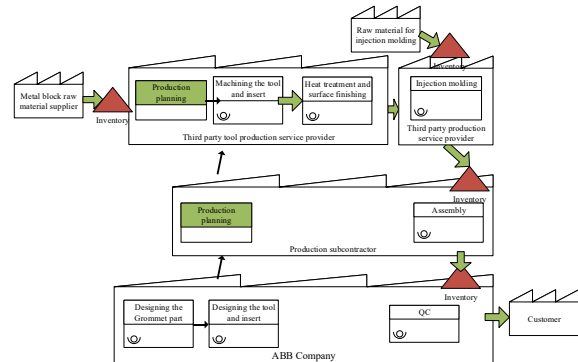 Raw material for
injection molding
Inventory
Metal block raw
material supplier
Inventory
Production
planning
Machining the tool
and insert
Heat treatment and
surface finishing
Third party tool production service provider
Injection molding
Third party production
service provider
Inventory
Production
planning
Assembly
Production subcontractor
Inventory
Designing the
Grommet part
Designing the tool
and insert
QC
ABB Company
Customer